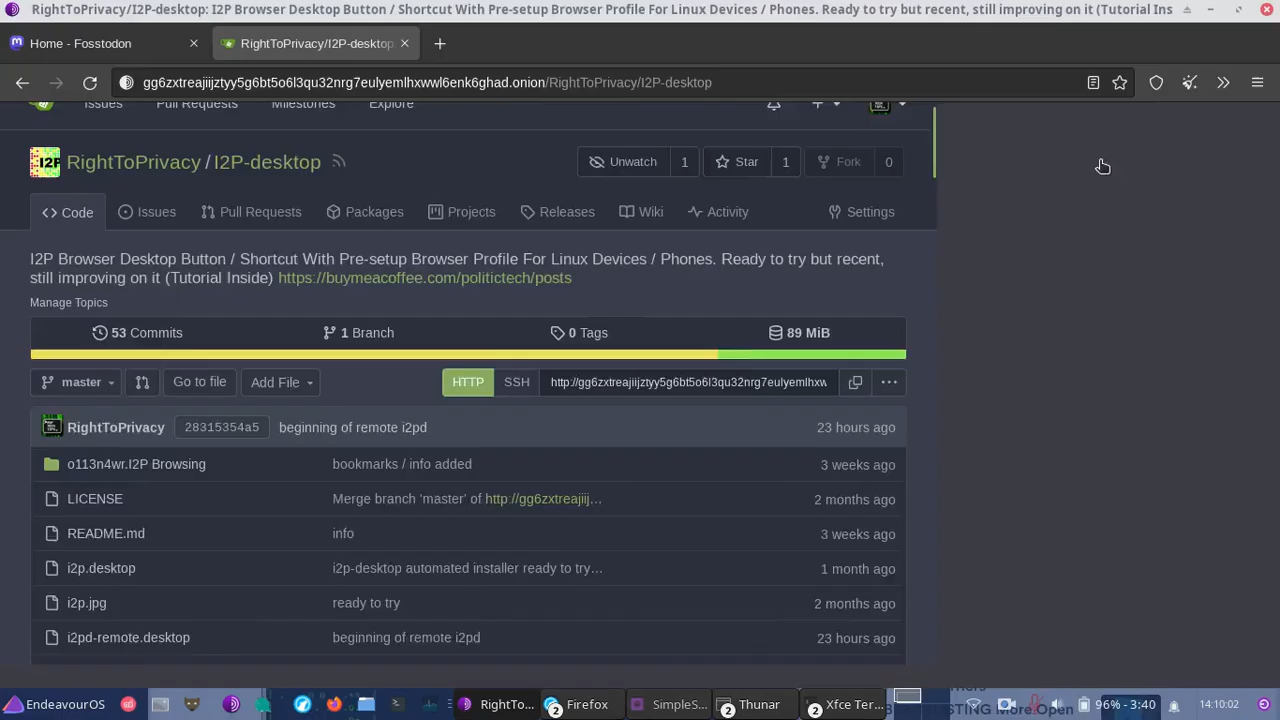 RightToPrivacy/I2P-desktop: I2P Browser Desktop Button / Shortcut With Pre-setup Browser Profile For Linux Devices / Phones. Ready to try but recent, still improving on it (Tutorial Ins
Home - Fosstodon
RightToPrivacy/I2P-desktop
gg6zxtreajiijztyy5g6bt5o6l3qu32nrg7eulyemlhxwwl6enk6ghad.onion/RightToPrivacy/I2P-desktop
Issues Pull Requests Milestones Explore
RightToPrivacy / I2P-desktop
Unwatch 1 Star 1 Fork 0
Code Issues Pull Requests Packages Projects Releases Wiki Activity Settings
I2P Browser Desktop Button / Shortcut With Pre-setup Browser Profile For Linux Devices / Phones. Ready to try but recent,
still improving on it (Tutorial Inside) https://buymeacoffee.com/politictech/posts
Manage Topics
53 Commits 1 Branch 0 Tags 89 MiB
master Go to file Add File HTTP SSH http://gg6zxtreajiijztyy5g6bt5o6l3qu32nrg7eulyemlhxw
RightToPrivacy 28315354a5 beginning of remote i2pd 23 hours ago
o113n4wr.I2P Browsing bookmarks / info added 3 weeks ago
LICENSE Merge branch 'master' of http://gg6zxtreajiij… 2 months ago
README.md info 3 weeks ago
i2p.desktop i2p-desktop automated installer ready to try… 1 month ago
i2p.jpg ready to try 2 months ago
i2pd-remote.desktop beginning of remote i2pd 23 hours ago
EndeavourOS RightTo... 2 Firefox SimpleS... 2 Thunar 2 Xfce Ter... 96% - 3:40 14:10:02